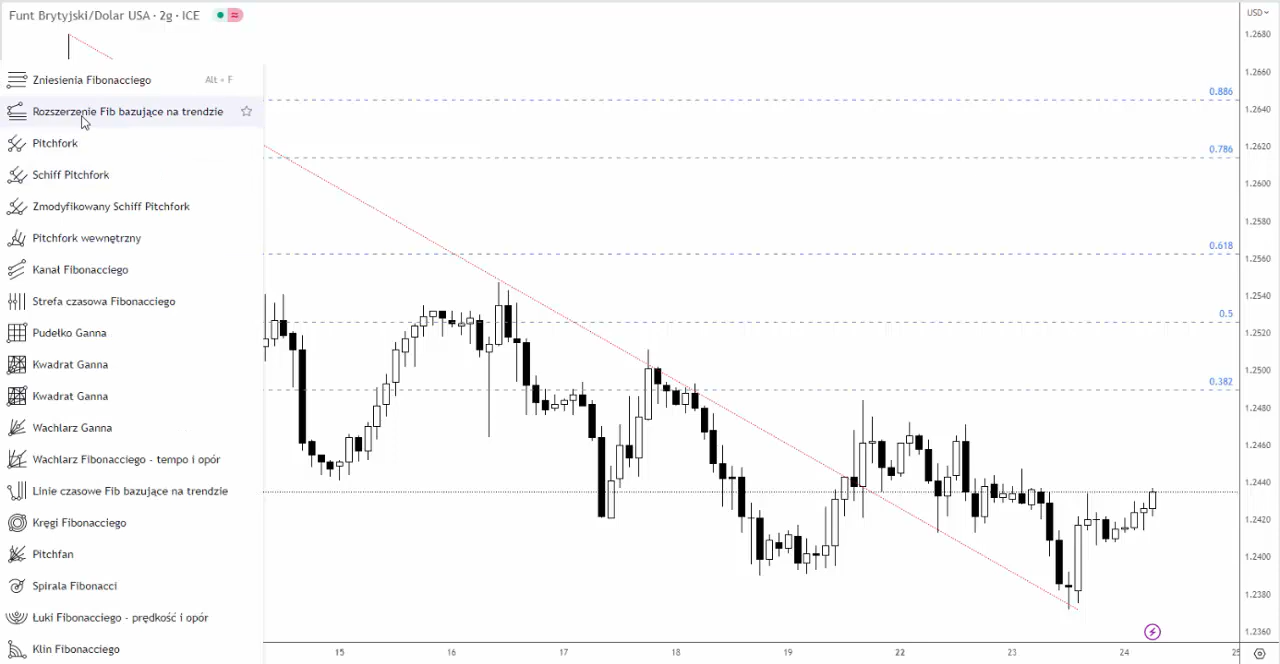 Funt Brytyjski/Dolar USA · 2g · ICE
USD
Zniesienia Fibonacciego Alt + F
Rozszerzenie Fib bazujące na trendzie
Pitchfork
Schiff Pitchfork
Zmodyfikowany Schiff Pitchfork
Pitchfork wewnętrzny
Kanał Fibonacciego
Strefa czasowa Fibonacciego
Pudełko Ganna
Kwadrat Ganna
Kwadrat Ganna
Wachlarz Ganna
Wachlarz Fibonacciego - tempo i opór
Linie czasowe Fib bazujące na trendzie
Kręgi Fibonacciego
Pitchfan
Spirala Fibonacci
Łuki Fibonacciego - prędkość i opór
Klin Fibonacciego
0.886
0.786
0.618
0.5
0.382
1.2680
1.2660
1.2640
1.2620
1.2600
1.2580
1.2560
1.2540
1.2520
1.2500
1.2480
1.2460
1.2440
1.2420
1.2400
1.2380
1.2360
15 16 17 18 19 22 23 24 25